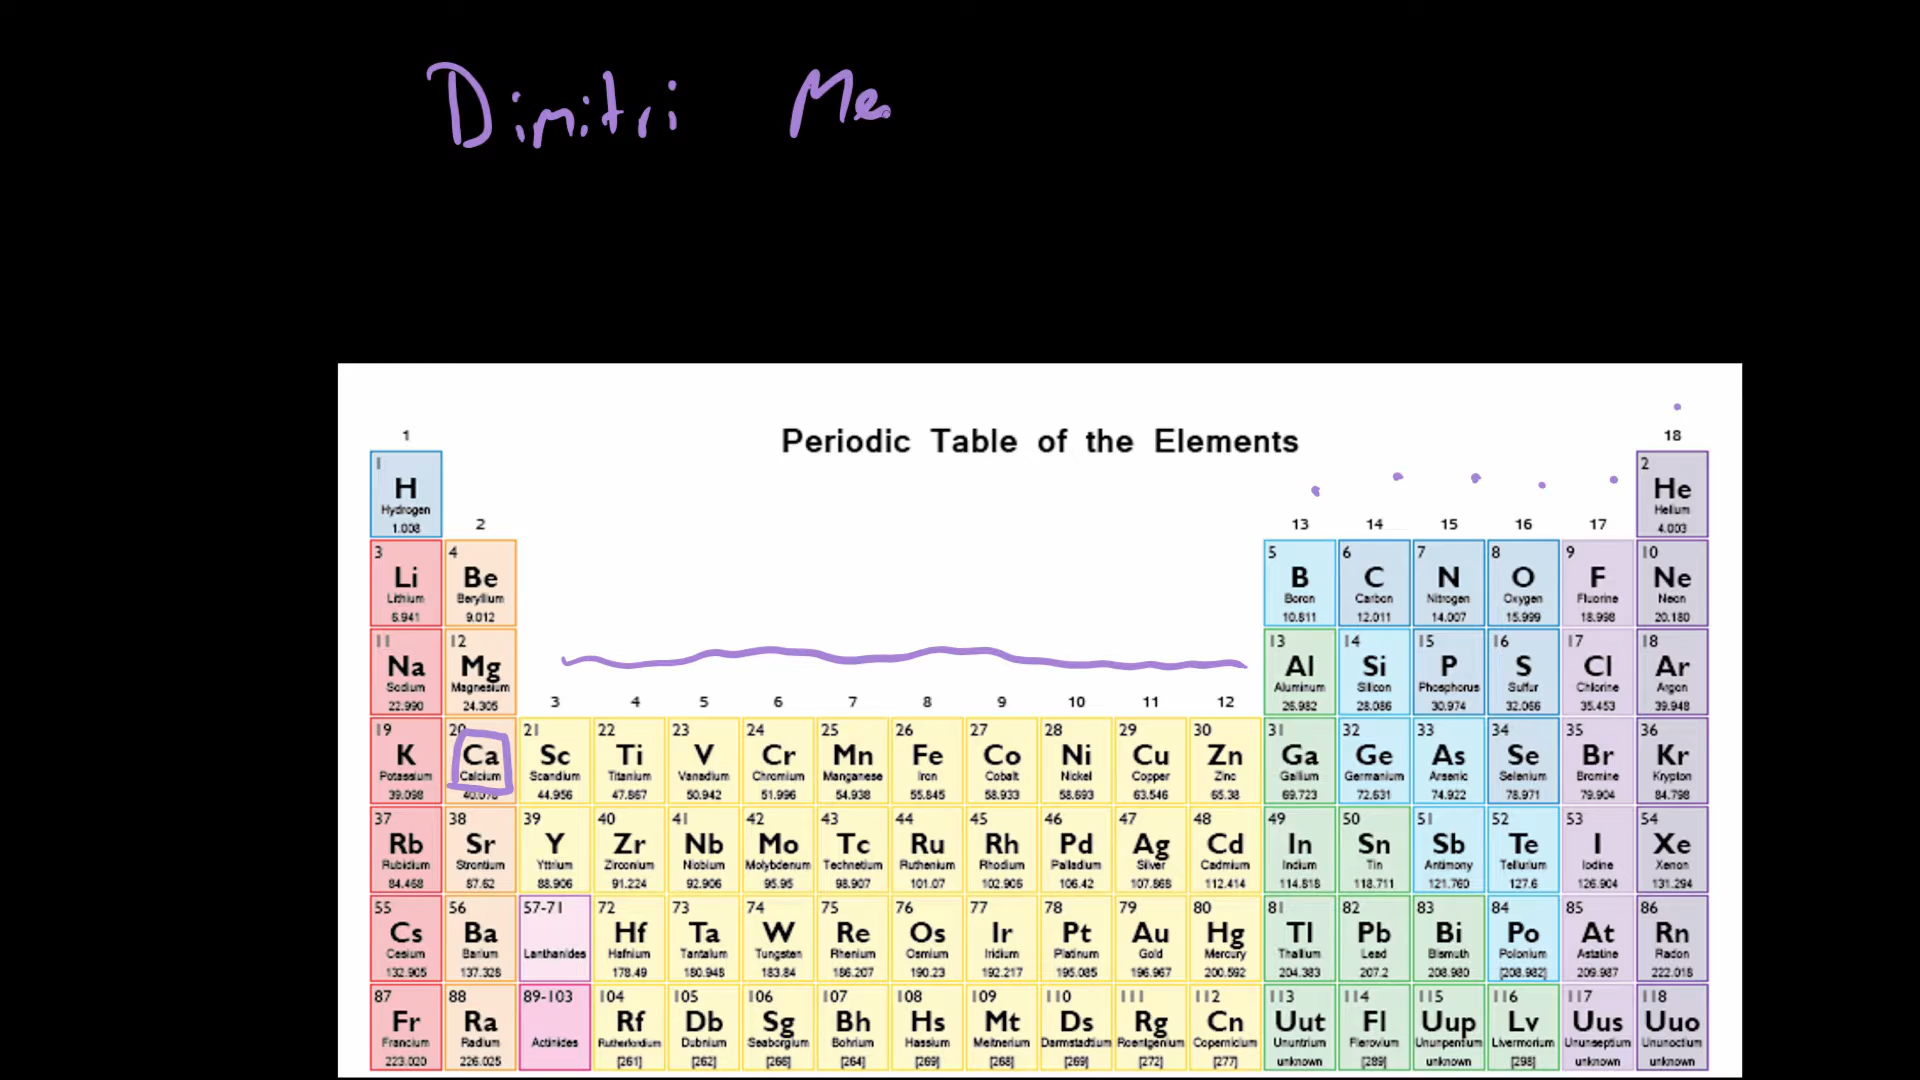 Dimitri Me
Periodic Table of the Elements
1 18
1 2
H He
Hydrogen Helium
1.008 4.003
2 13 14 15 16 17
3 4 5 6 7 8 9 10
Li Be B C N O F Ne
Lithium Beryllium Boron Carbon Nitrogen Oxygen Fluorine Neon
6.941 9.012 10.811 12.011 14.007 15.999 18.998 20.180
11 12 13 14 15 16 17 18
Na Mg Al Si P S Cl Ar
Sodium Magnesium Aluminum Silicon Phosphorus Sulfur Chlorine Argon
22.990 24.305 26.982 28.086 30.974 32.066 35.453 39.948
3 4 5 6 7 8 9 10 11 12
19 20 21 22 23 24 25 26 27 28 29 30 31 32 33 34 35 36
K Ca Sc Ti V Cr Mn Fe Co Ni Cu Zn Ga Ge As Se Br Kr
Potassium Calcium Scandium Titanium Vanadium Chromium Manganese Iron Cobalt Nickel Copper Zinc Gallium Germanium Arsenic Selenium Bromine Krypton
39.098 40.078 44.956 47.867 50.942 51.996 54.938 55.845 58.933 58.693 63.546 65.38 69.723 72.631 74.922 78.971 79.904 84.798
37 38 39 40 41 42 43 44 45 46 47 48 49 50 51 52 53 54
Rb Sr Y Zr Nb Mo Tc Ru Rh Pd Ag Cd In Sn Sb Te I Xe
Rubidium Strontium Yttrium Zirconium Niobium Molybdenum Technetium Ruthenium Rhodium Palladium Silver Cadmium Indium Tin Antimony Tellurium Iodine Xenon
84.468 87.62 88.906 91.224 92.906 95.95 98.907 101.07 102.906 106.42 107.868 112.414 114.818 118.711 121.760 127.6 126.904 131.294
55 56 57-71 72 73 74 75 76 77 78 79 80 81 82 83 84 85 86
Cs Ba Hf Ta W Re Os Ir Pt Au Hg Tl Pb Bi Po At Rn
Cesium Barium Lanthanides Hafnium Tantalum Tungsten Rhenium Osmium Iridium Platinum Gold Mercury Thallium Lead Bismuth Polonium Astatine Radon
132.905 137.328 178.49 180.948 183.84 186.207 190.23 192.217 195.085 196.967 200.592 204.383 207.2 208.980 [208.982] 209.987 222.018
87 88 89-103 104 105 106 107 108 109 110 111 112 113 114 115 116 117 118
Fr Ra Rf Db Sg Bh Hs Mt Ds Rg Cn Uut Fl Uup Lv Uus Uuo
Francium Radium Actinides Rutherfordium Dubnium Seaborgium Bohrium Hassium Meitnerium Darmstadtium Roentgenium Copernicium Ununtrium Flerovium Ununpentium Livermorium Ununseptium Ununoctium
223.020 226.025 [261] [262] [266] [264] [269] [268] [269] [272] [277] unknown [289] unknown [298] unknown unknown